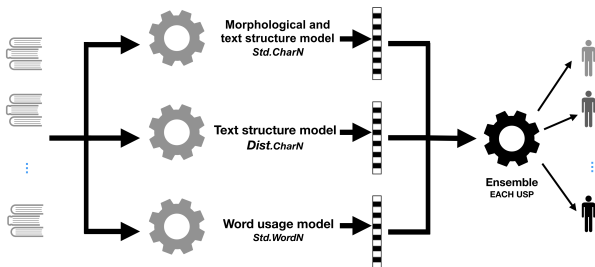 Morphological and
text structure model
Std.CharN
Text structure model
Dist.CharN
Word usage model
Std.WordN
Ensemble
EACH USP